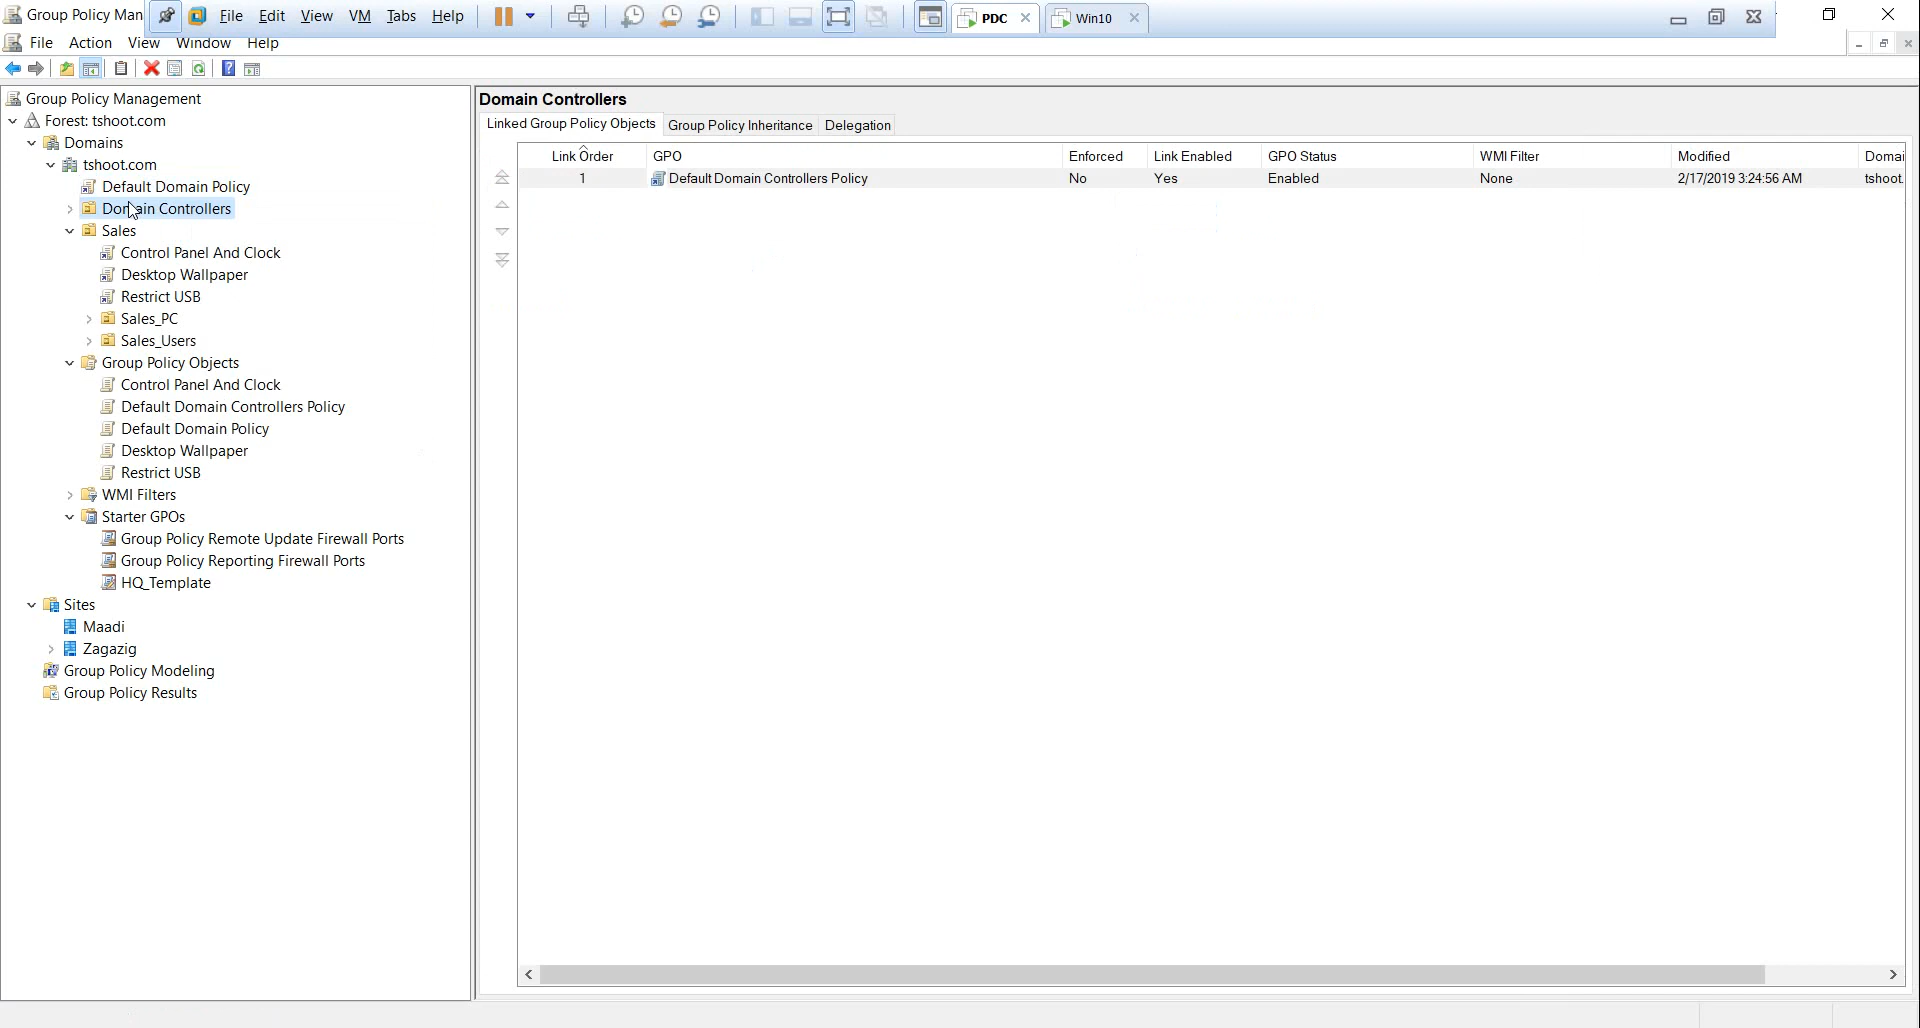 Group Policy Man
File Edit View VM Tabs Help
PDC
Win10
File Action View Window Help
Group Policy Management
Forest: tshoot.com
Domains
tshoot.com
Default Domain Policy
Domain Controllers
Sales
Control Panel And Clock
Desktop Wallpaper
Restrict USB
Sales_PC
Sales_Users
Group Policy Objects
Control Panel And Clock
Default Domain Controllers Policy
Default Domain Policy
Desktop Wallpaper
Restrict USB
WMI Filters
Starter GPOs
Group Policy Remote Update Firewall Ports
Group Policy Reporting Firewall Ports
HQ_Template
Sites
Maadi
Zagazig
Group Policy Modeling
Group Policy Results
Domain Controllers
Linked Group Policy Objects Group Policy Inheritance Delegation
Link Order GPO Enforced Link Enabled GPO Status WMI Filter Modified Domai
1 Default Domain Controllers Policy No Yes Enabled None 2/17/2019 3:24:56 AM tshoot.